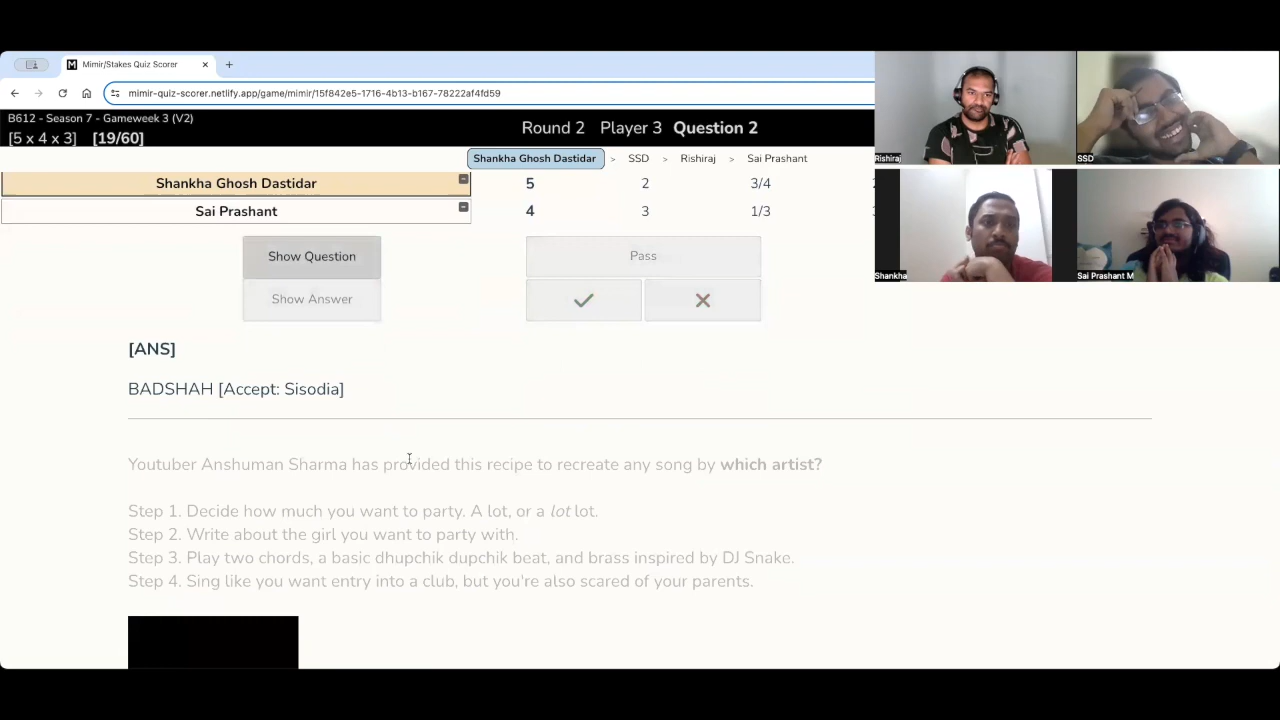 Mimir/Stakes Quiz Scorer
mimir-quiz-scorer.netlify.app/game/mimir/15f842e5-1716-4b13-b167-78222af4fd59
B612 - Season 7 - Gameweek 3 (V2)
[5 x 4 x 3] [19/60]
Round 2 Player 3 Question 2
Shankha Ghosh Dastidar > SSD > Rishiraj > Sai Prashant
Shankha Ghosh Dastidar 5 2 3/4
Sai Prashant 4 3 1/3
Show Question
Pass
Show Answer
[ANS]
BADSHAH [Accept: Sisodia]
Youtuber Anshuman Sharma has provided this recipe to recreate any song by which artist?
Step 1. Decide how much you want to party. A lot, or a lot lot.
Step 2. Write about the girl you want to party with.
Step 3. Play two chords, a basic dhupchik dupchik beat, and brass inspired by DJ Snake.
Step 4. Sing like you want entry into a club, but you're also scared of your parents.
Rishiraj
SSD
Shankha
Sai Prashant M